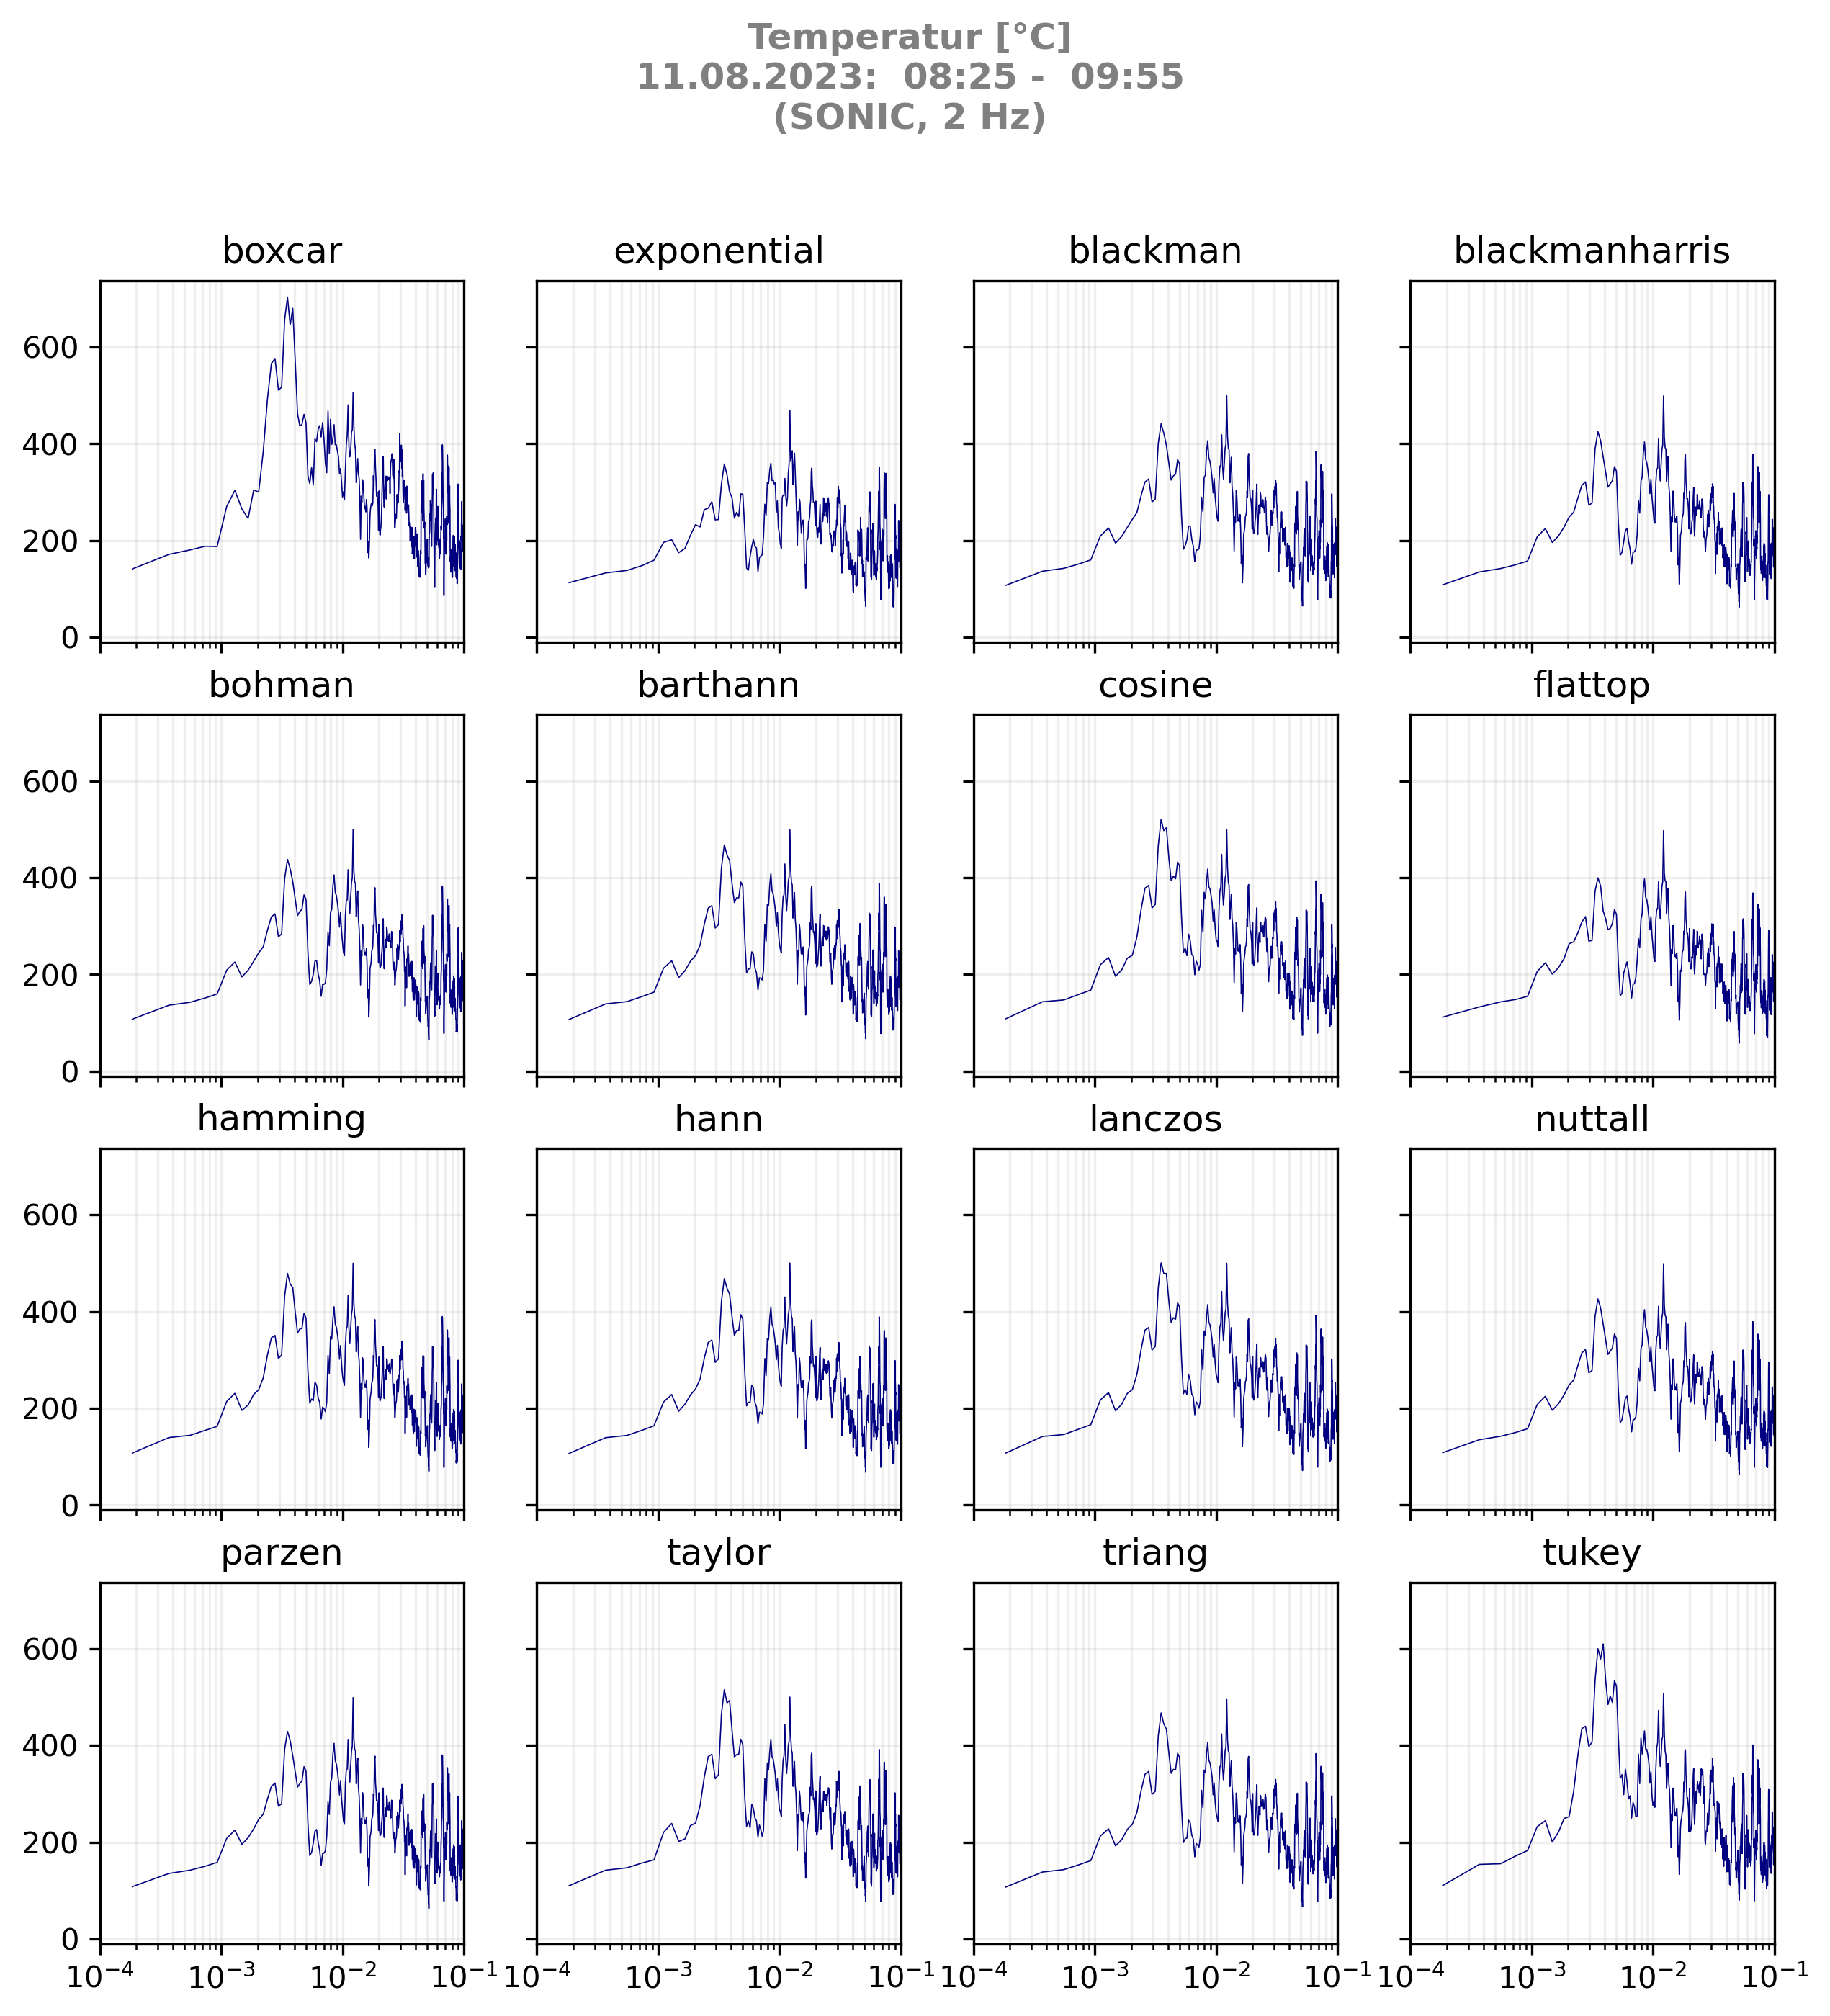 Temperatur [°C]
11.08.2023:  08:25 -  09:55
(SONIC, 2 Hz)
boxcar exponential blackman blackmanharris
600
400
200
0
bohman barthann cosine flattop
600
400
200
0
hamming hann lanczos nuttall
600
400
200
0
parzen taylor triang tukey
600
400
200
0
10⁻⁴ 10⁻³ 10⁻² 10⁻¹ 10⁻⁴ 10⁻³ 10⁻² 10⁻¹ 10⁻⁴ 10⁻³ 10⁻² 10⁻¹ 10⁻⁴ 10⁻³ 10⁻² 10⁻¹